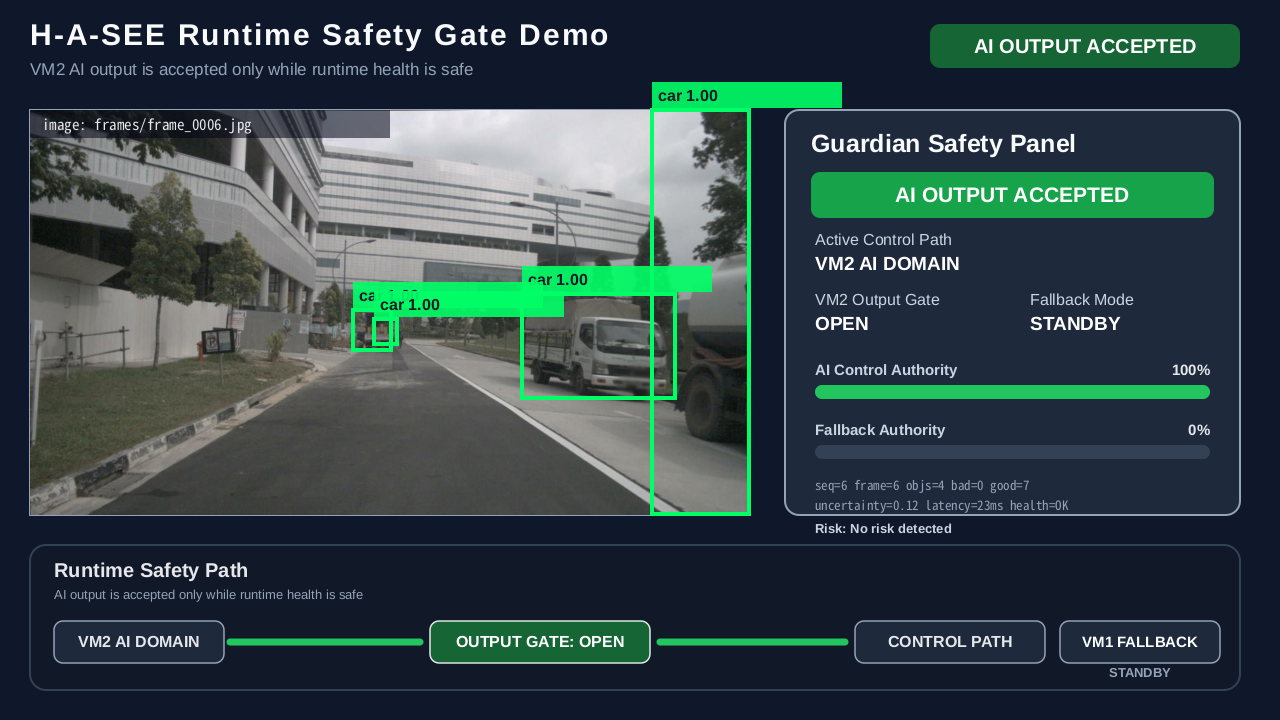 H-A-SEE Runtime Safety Gate Demo
VM2 AI output is accepted only while runtime health is safe
AI OUTPUT ACCEPTED
car 1.00
image: frames/frame_0006.jpg
car 1.00
car 1.00
Guardian Safety Panel
AI OUTPUT ACCEPTED
Active Control Path
VM2 AI DOMAIN
VM2 Output Gate
Fallback Mode
OPEN
STANDBY
AI Control Authority
100%
Fallback Authority
0%
seq=6 frame=6 objs=4 bad=0 good=7
uncertainty=0.12 latency=23ms health=OK
Risk: No risk detected
Runtime Safety Path
AI output is accepted only while runtime health is safe
VM2 AI DOMAIN
OUTPUT GATE: OPEN
CONTROL PATH
VM1 FALLBACK
STANDBY